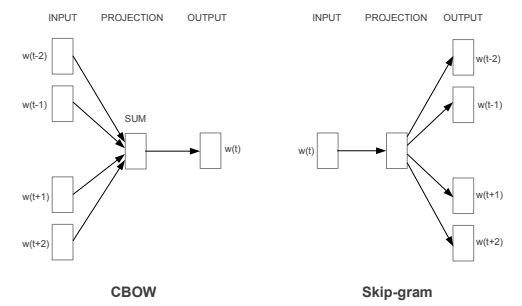 INPUT PROJECTION OUTPUT
w(t-2)
w(t-1)
SUM
w(t)
w(t+1)
w(t+2)
CBOW
INPUT PROJECTION OUTPUT
w(t-2)
w(t-1)
w(t)
w(t+1)
w(t+2)
Skip-gram